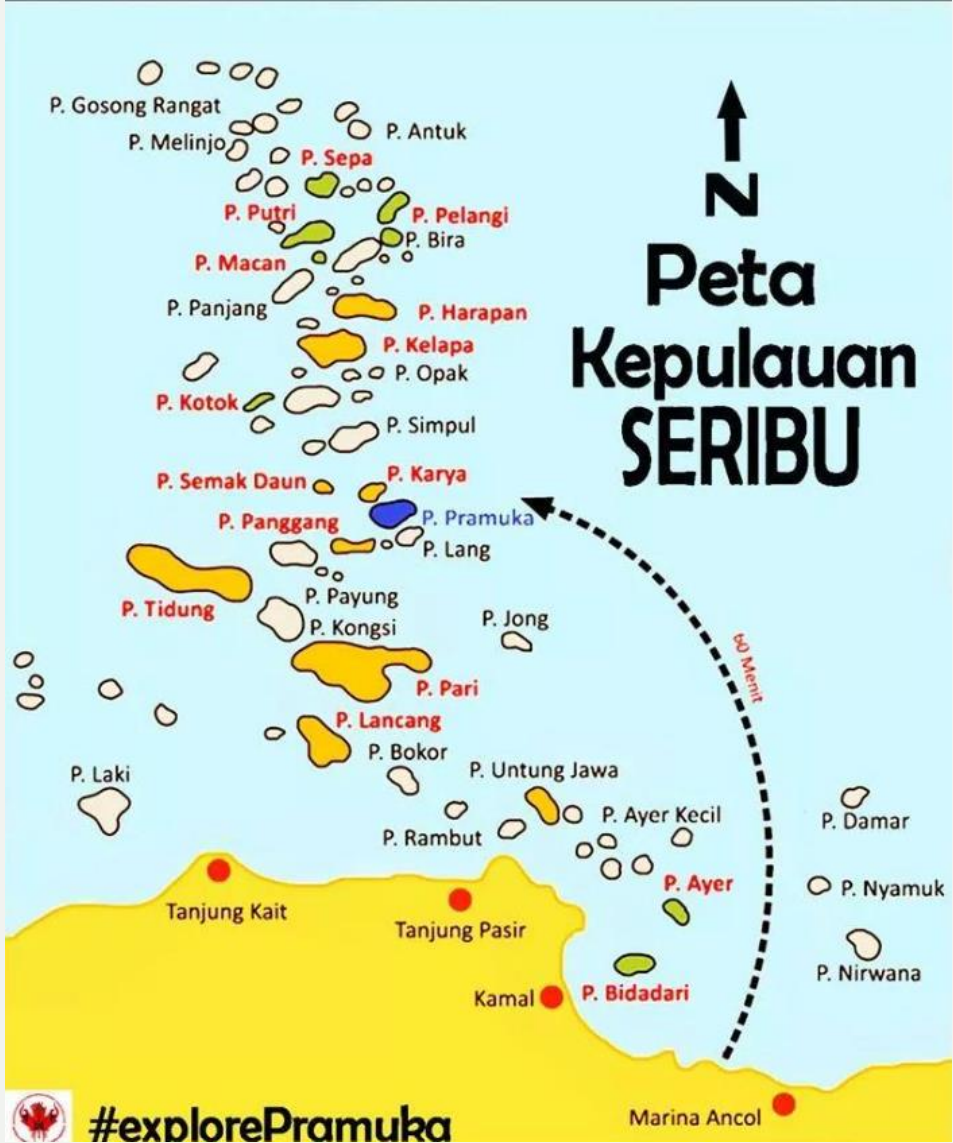 P. Gosong Rangat
P. Antuk
P. Melinjo
P. Sepa
P. Putri
P. Pelangi
P. Bira
P. Macan
P. Panjang
P. Harapan
P. Kelapa
P. Opak
P. Kotok
P. Simpul
P. Semak Daun
P. Karya
P. Panggang
P. Pramuka
P. Lang
P. Tidung
P. Payung
P. Kongsi
P. Jong
P. Pari
P. Lancang
P. Bokor
P. Laki
P. Untung Jawa
P. Rambut
P. Ayer Kecil
P. Damar
P. Ayer
P. Nyamuk
P. Nirwana
P. Bidadari
Tanjung Kait
Tanjung Pasir
Kamal
Marina Ancol
60 Menit
N
Peta
Kepulauan
SERIBU
#explorePramuka